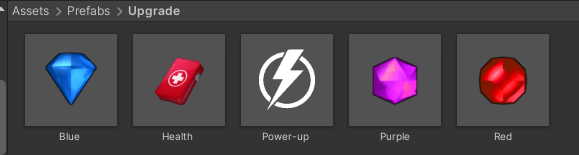 Assets > Prefabs > Upgrade
Blue
Health
Power-up
Purple
Red